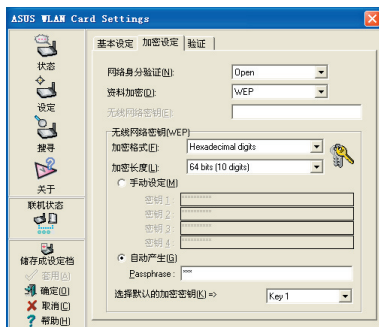 ASUS WLAN Card Settings
状态
设定
搜寻
关于
联机状态
储存成设定档
套用(A)
确定(O)
取消(C)
帮助(H)
基本设定 加密设定 验证
网络身分验证(N): Open
资料加密(D): WEP
无线网络密钥(E):
无线网络密钥(WEP)
加密格式(F): Hexadecimal digits
加密长度(L): 64 bits (10 digits)
手动设定(M)
密钥 1 **********
密钥 2 **********
密钥 3 **********
密钥 4 **********
自动产生(G)
Passphrase : ****
选择默认的加密密钥(K) => Key 1